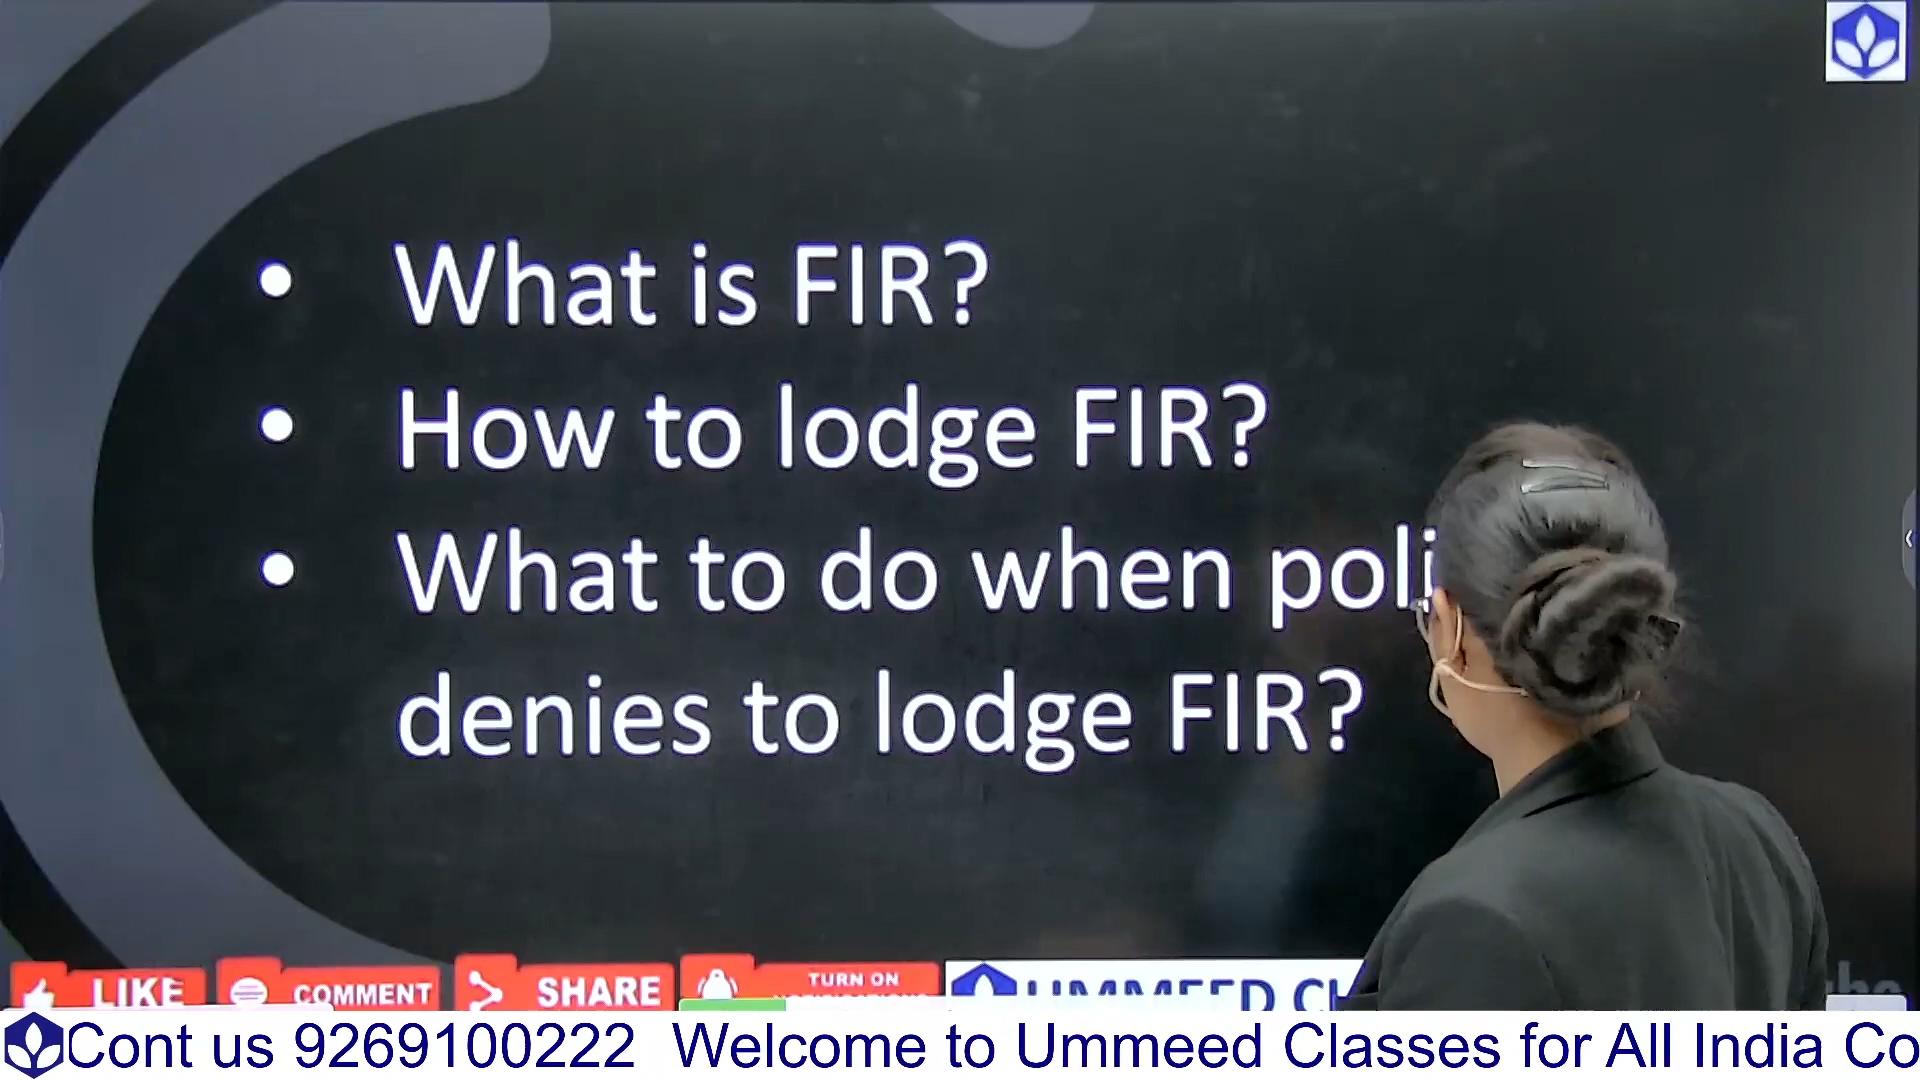 • What is FIR?
• How to lodge FIR?
• What to do when
denies to lodge FIR?
LIKE
COMMENT
SHARE
TURN ON
UMMEED
Cont us 9269100222 Welcome to Ummeed Classes for All India Co